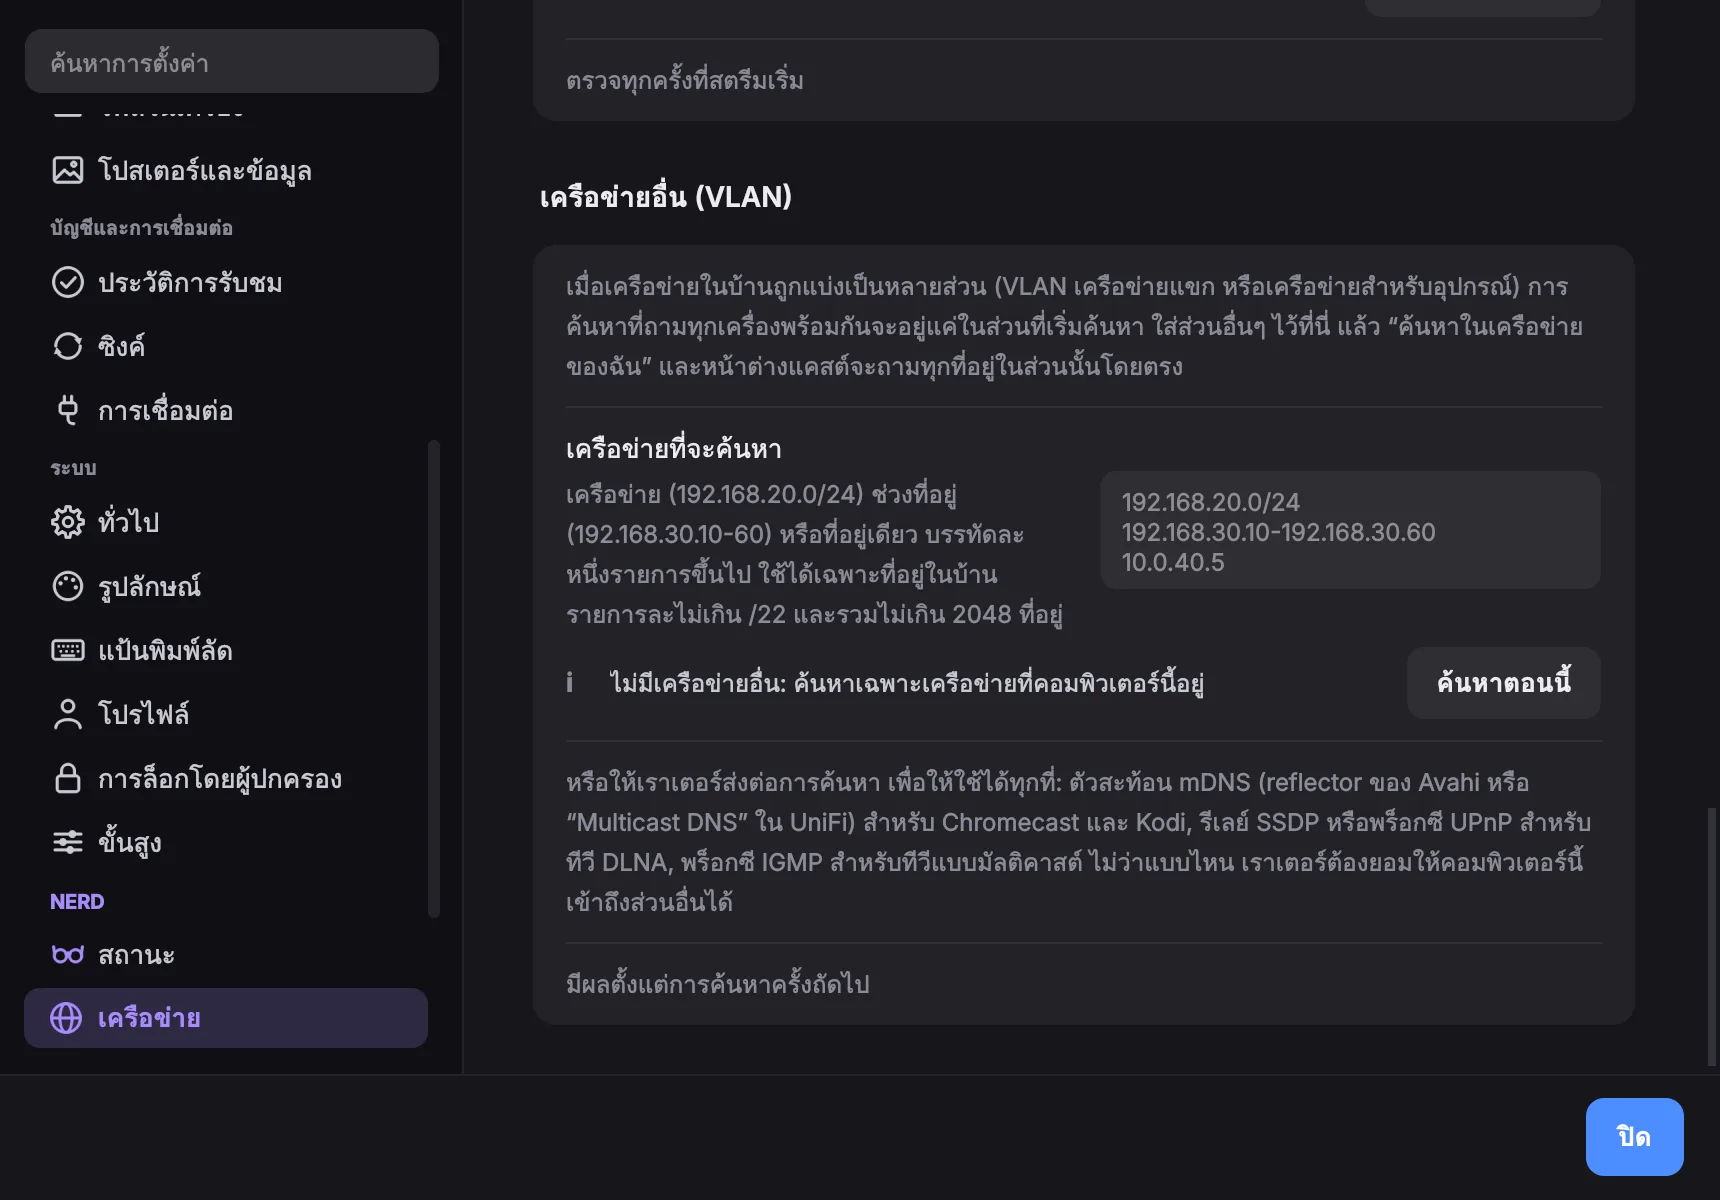 ค้นหาการตั้งค่า
โปสเตอร์และข้อมูล
บัญชีและการเชื่อมต่อ
ประวัติการรับชม
ซิงค์
การเชื่อมต่อ
ระบบ
ทั่วไป
รูปลักษณ์
แป้นพิมพ์ลัด
โปรไฟล์
การล็อกโดยผู้ปกครอง
ขั้นสูง
NERD
สถานะ
เครือข่าย
ตรวจทุกครั้งที่สตรีมเริ่ม
เครือข่ายอื่น (VLAN)
เมื่อเครือข่ายในบ้านถูกแบ่งเป็นหลายส่วน (VLAN เครือข่ายแขก หรือเครือข่ายสำหรับอุปกรณ์) การ
ค้นหาที่ถามทุกเครื่องพร้อมกันจะอยู่แค่ในส่วนที่เริ่มค้นหา ใส่ส่วนอื่นๆ ไว้ที่นี่ แล้ว “ค้นหาในเครือข่าย
ของฉัน” และหน้าต่างแคสต์จะถามทุกที่อยู่ในส่วนนั้นโดยตรง
เครือข่ายที่จะค้นหา
เครือข่าย (192.168.20.0/24) ช่วงที่อยู่
(192.168.30.10-60) หรือที่อยู่เดียว บรรทัดละ
หนึ่งรายการขึ้นไป ใช้ได้เฉพาะที่อยู่ในบ้าน
รายการละไม่เกิน /22 และรวมไม่เกิน 2048 ที่อยู่
192.168.20.0/24
192.168.30.10-192.168.30.60
10.0.40.5
i ไม่มีเครือข่ายอื่น: ค้นหาเฉพาะเครือข่ายที่คอมพิวเตอร์นี้อยู่
ค้นหาตอนนี้
หรือให้เราเตอร์ส่งต่อการค้นหา เพื่อให้ใช้ได้ทุกที่: ตัวสะท้อน mDNS (reflector ของ Avahi หรือ
“Multicast DNS” ใน UniFi) สำหรับ Chromecast และ Kodi, รีเลย์ SSDP หรือพร็อกซี UPnP สำหรับ
ทีวี DLNA, พร็อกซี IGMP สำหรับทีวีแบบมัลติคาสต์ ไม่ว่าแบบไหน เราเตอร์ต้องยอมให้คอมพิวเตอร์นี้
เข้าถึงส่วนอื่นได้
มีผลตั้งแต่การค้นหาครั้งถัดไป
ปิด